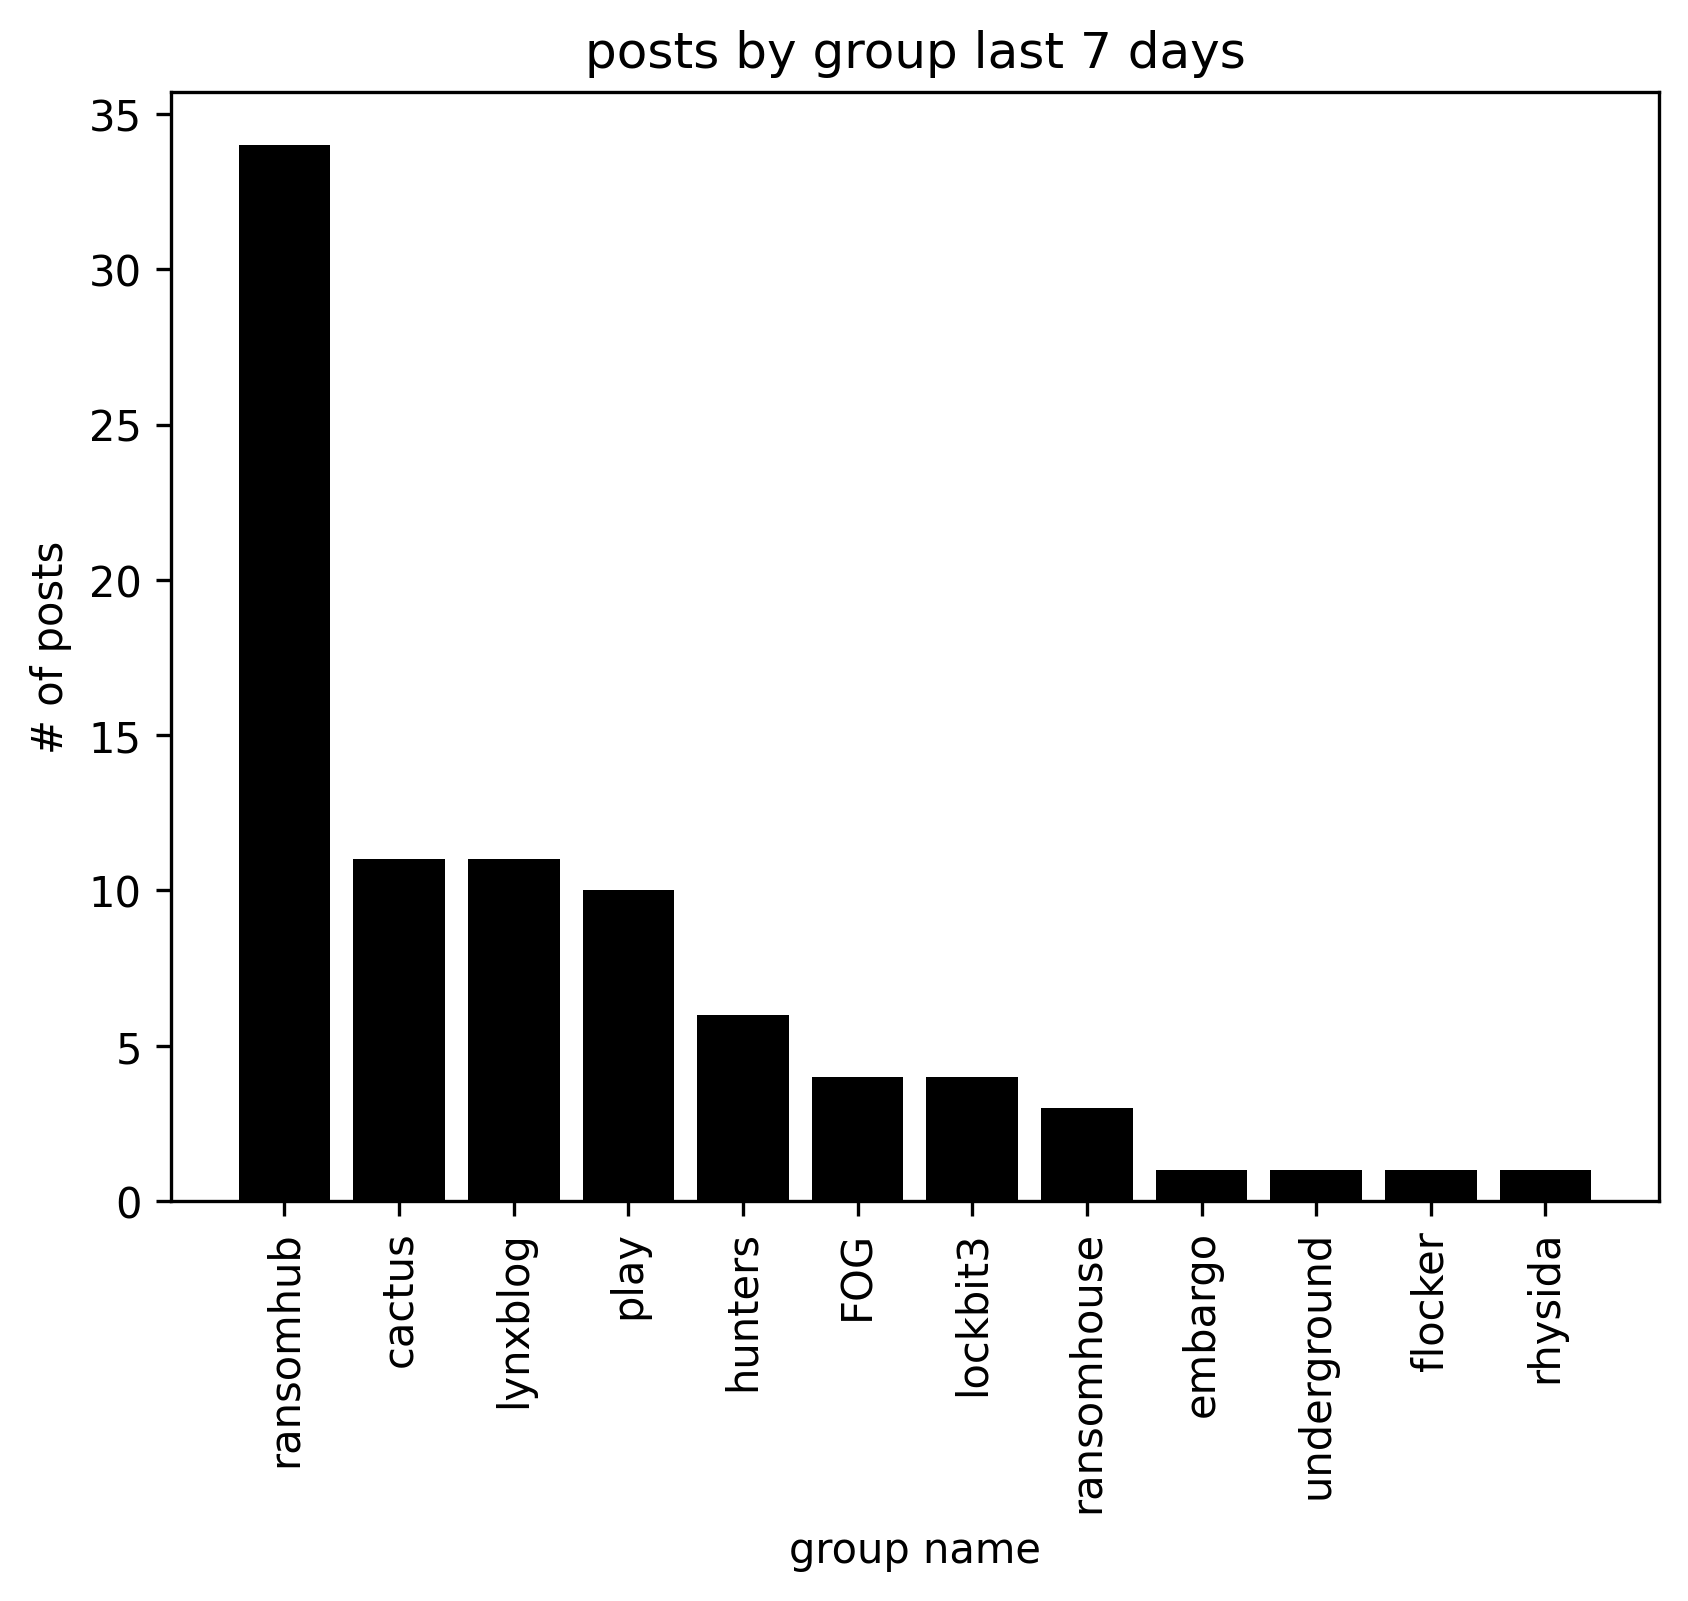 posts by group last 7 days
# of posts
35
30
25
20
15
10
5
0
ransomhub
cactus
lynxblog
play
hunters
FOG
lockbit3
ransomhouse
embargo
underground
flocker
rhysida
group name